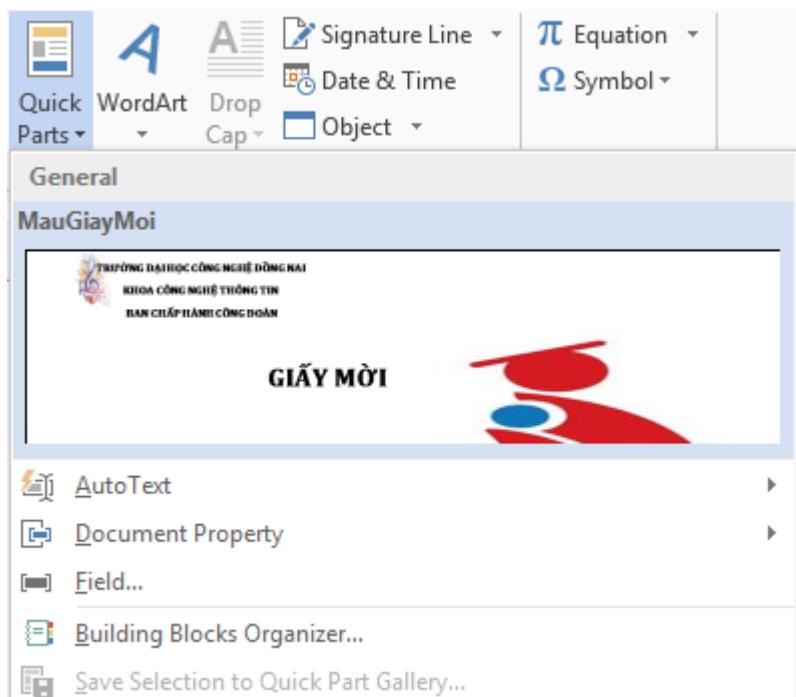 Signature Line
π Equation
Date & Time
Ω Symbol
Quick Parts
WordArt
Drop Cap
Object
General
MauGiayMoi
TRƯỜNG ĐẠI HỌC CÔNG NGHỆ ĐỒNG NAI
KHOA CÔNG NGHỆ THÔNG TIN
BAN CHẤP HÀNH CÔNG ĐOÀN
GIẤY MỜI
AutoText
Document Property
Field...
Building Blocks Organizer...
Save Selection to Quick Part Gallery...